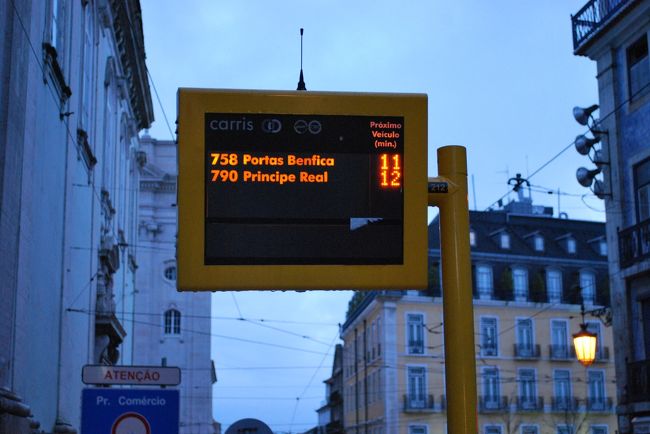 carris
Próximo
Veículo
(min.)
758 Portas Benfica 11
790 Principe Real 12
212
ATENÇÃO
Pr. Comércio